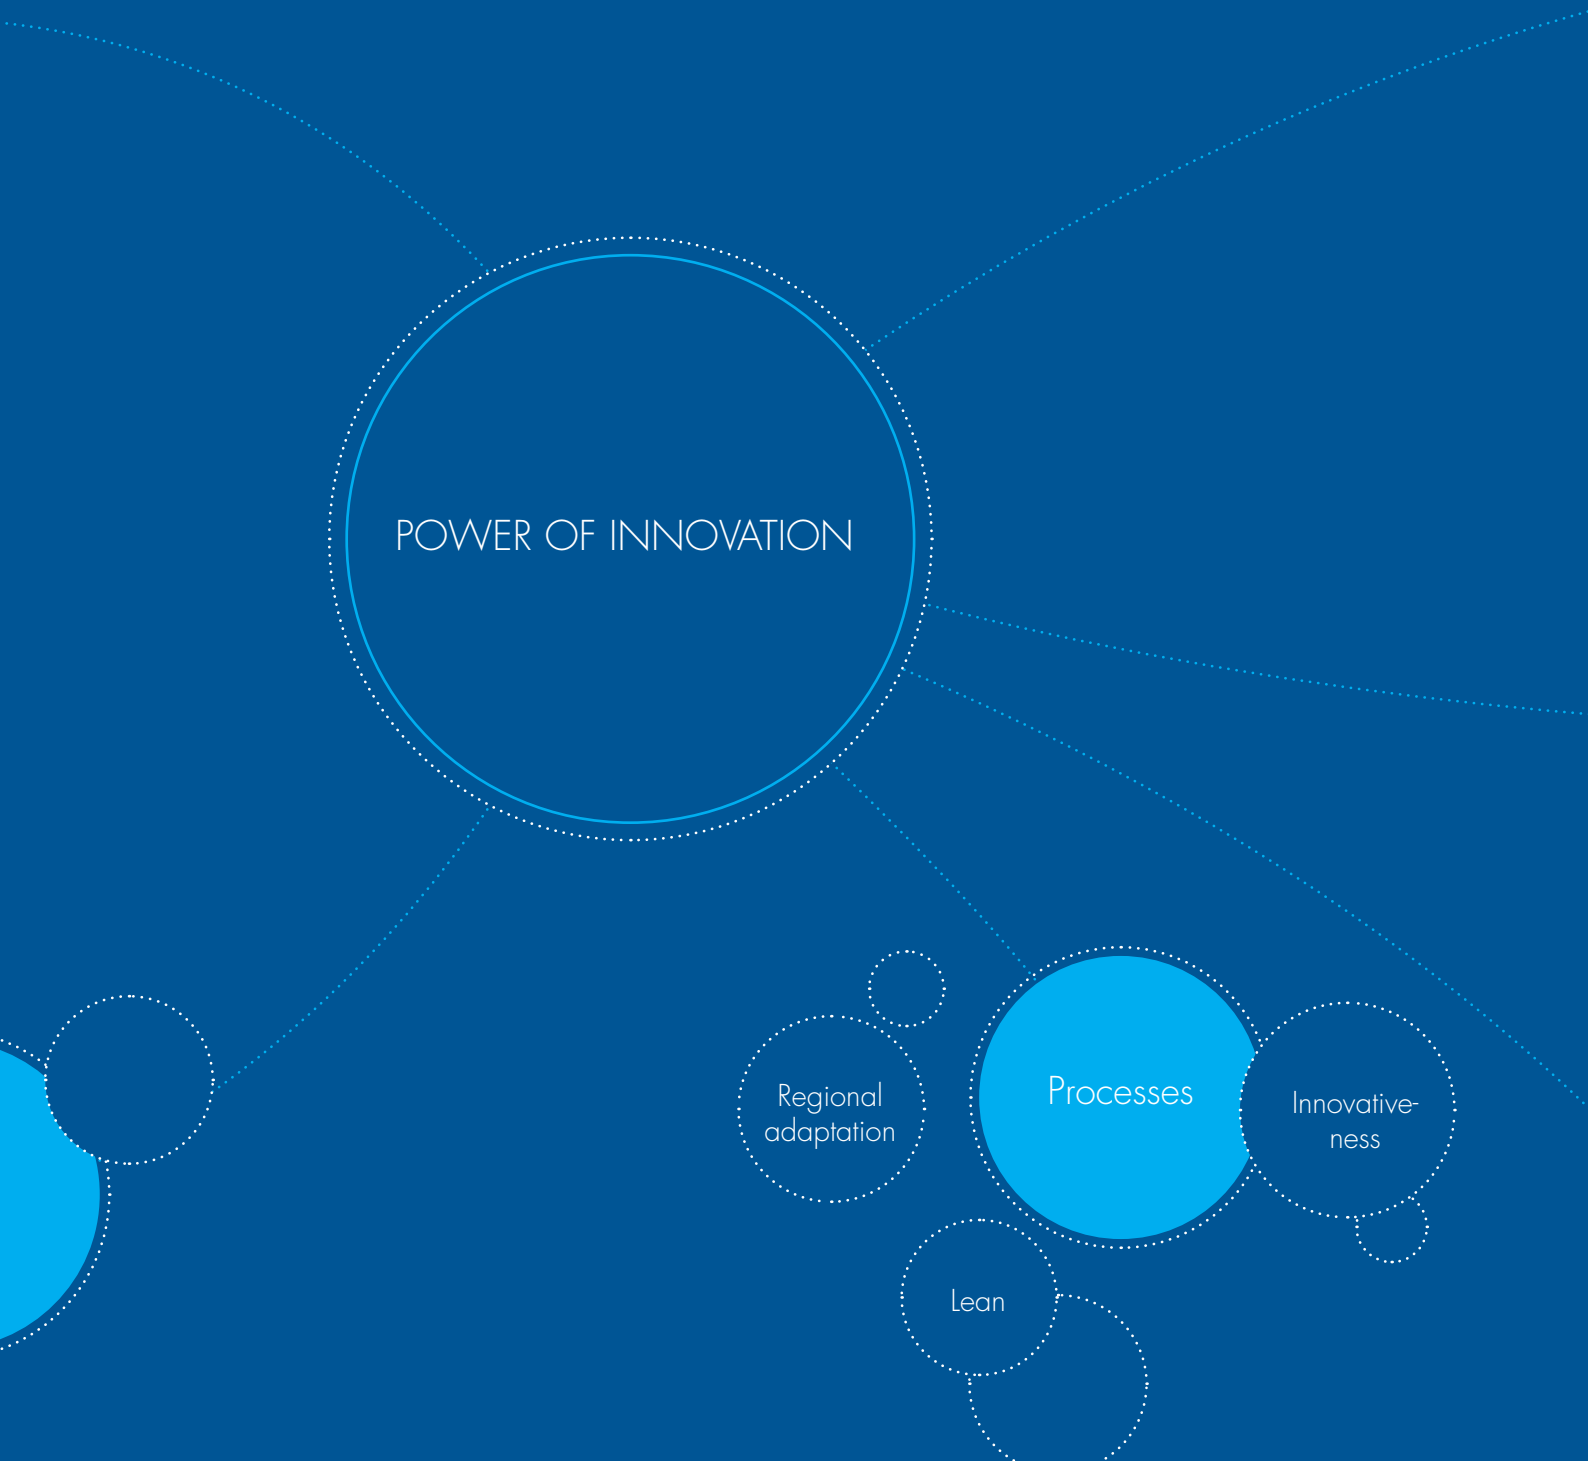 POWER OF INNOVATION
Processes
Regional
adaptation
Innovative-
ness
Lean